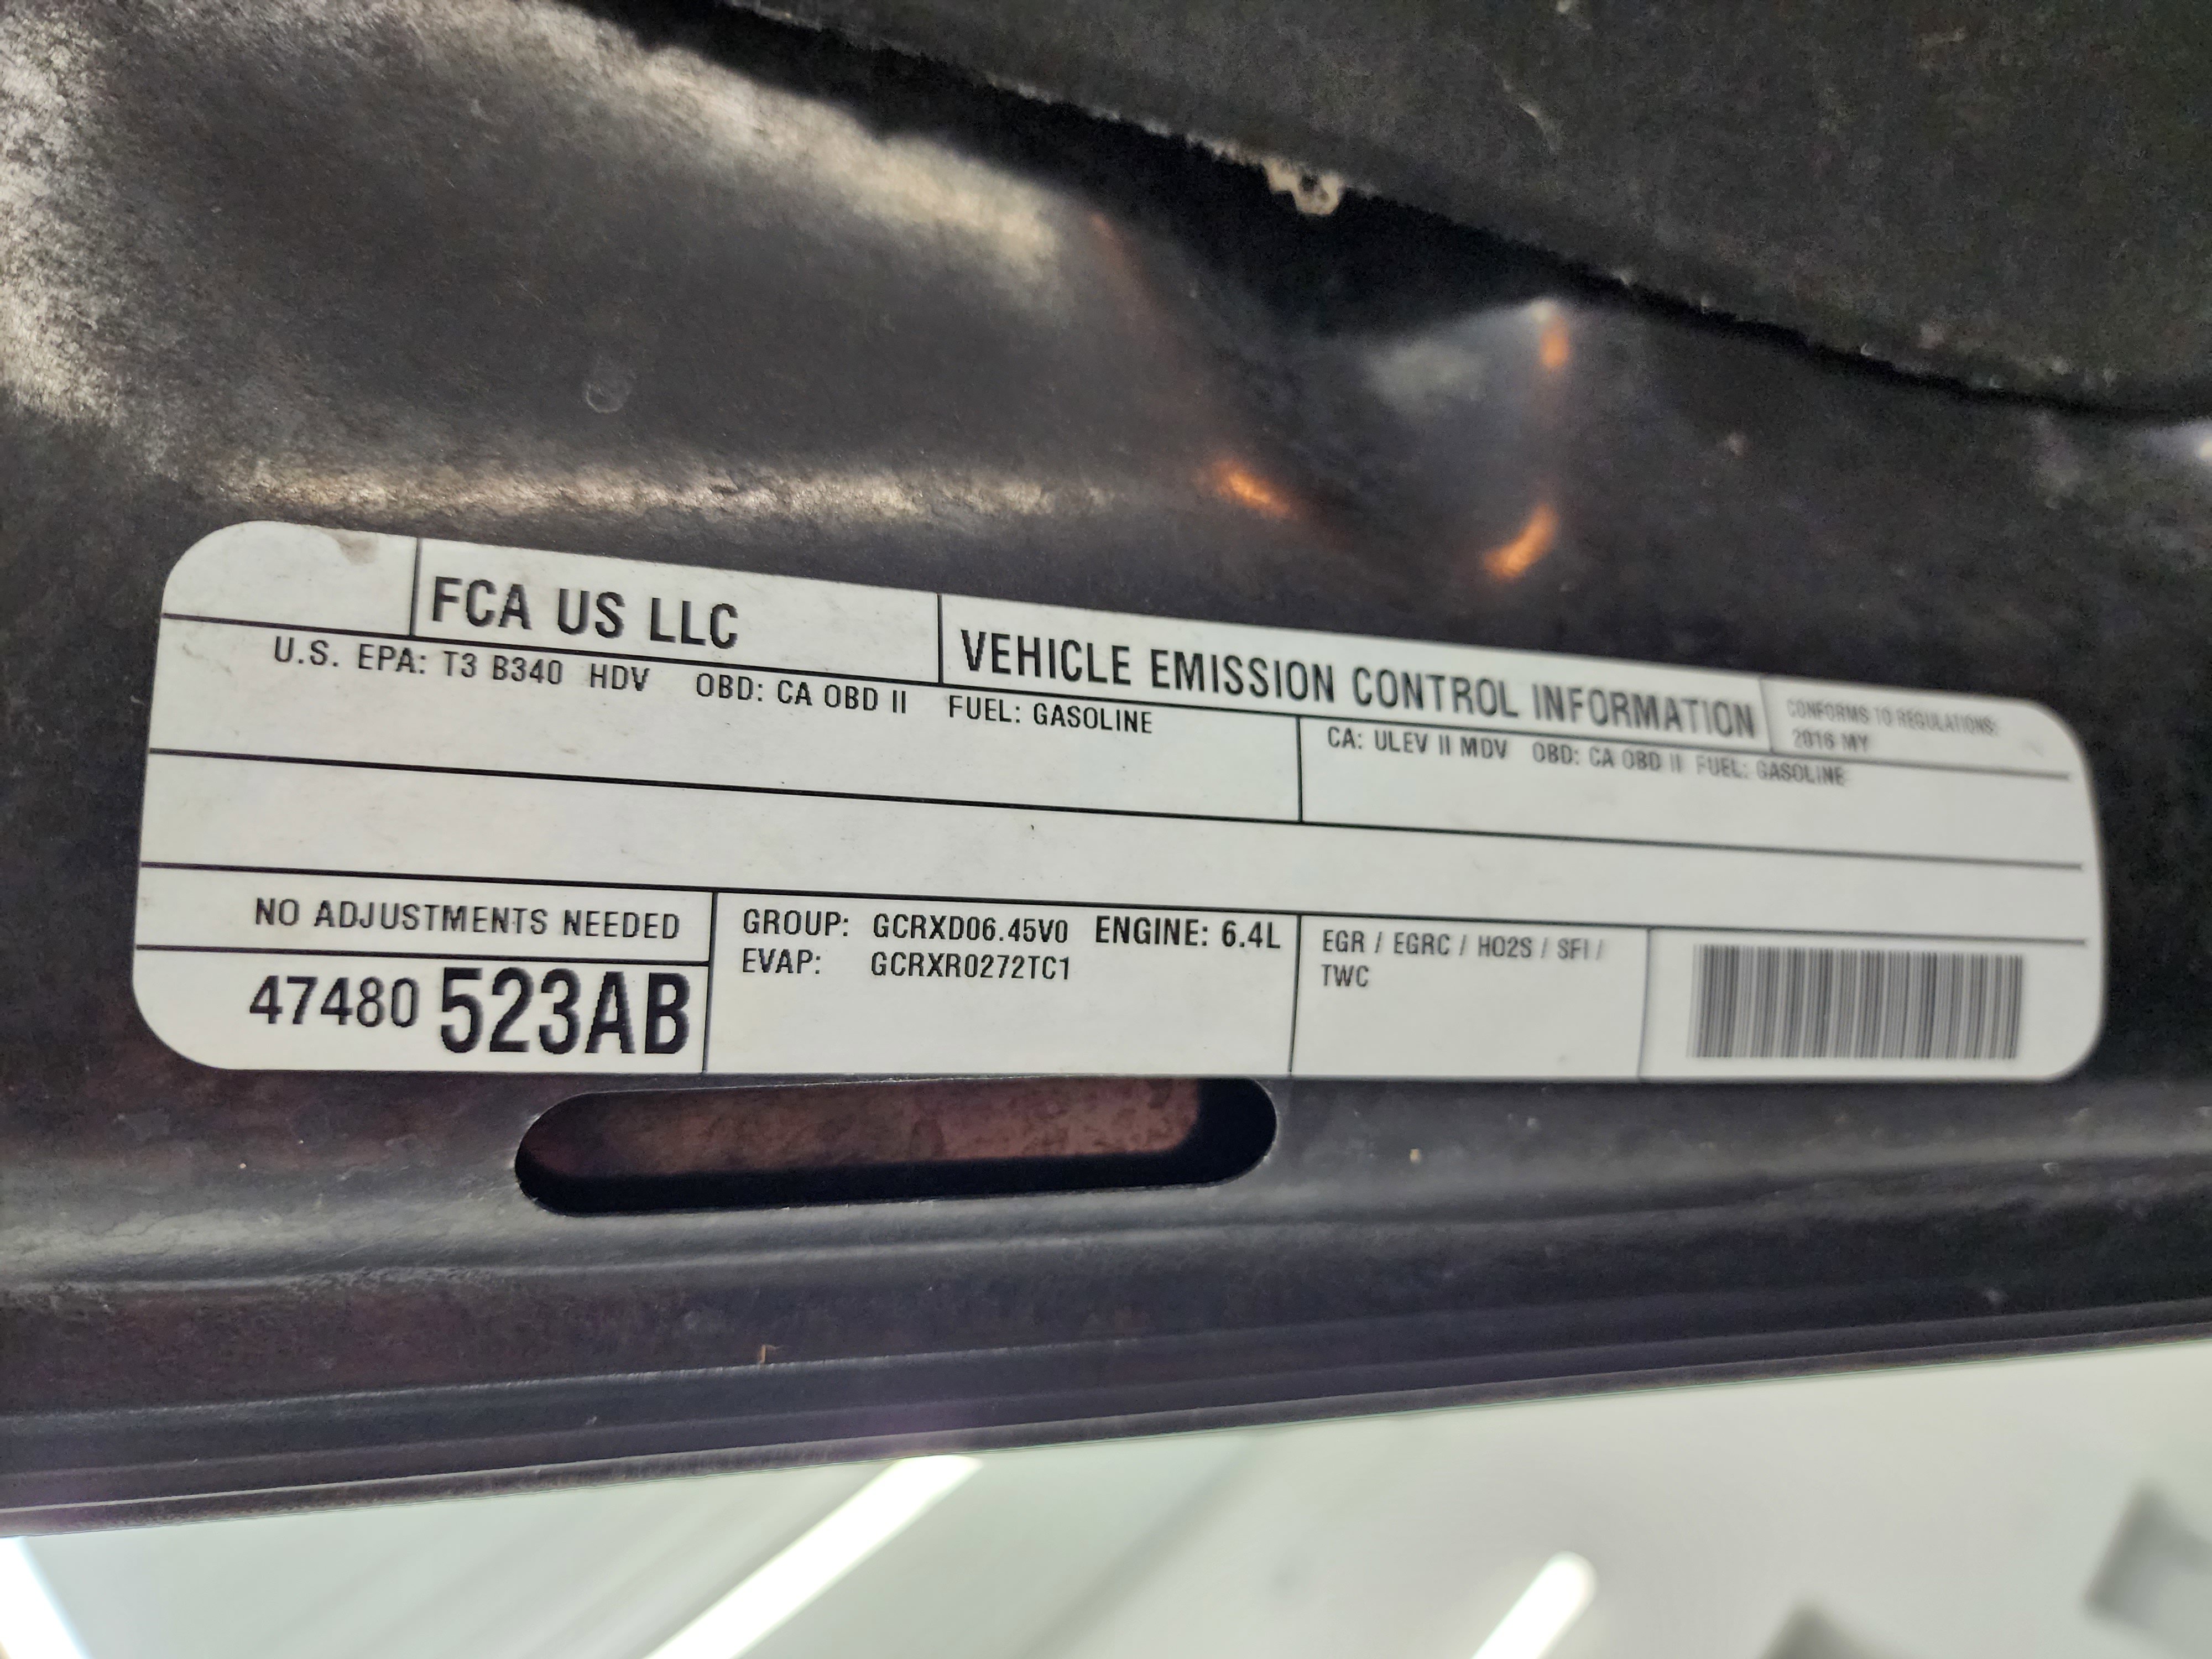 FCA US LLC
VEHICLE EMISSION CONTROL INFORMATION
CONFORMS TO REGULATIONS:
2016 MY
U.S. EPA: T3 B340 HDV OBD: CA OBD II FUEL: GASOLINE
CA: ULEV II MDV OBD: CA OBD II FUEL: GASOLINE
NO ADJUSTMENTS NEEDED
47480 523AB
GROUP: GCRXD06.45V0 ENGINE: 6.4L
EVAP: GCRXR0272TC1
EGR / EGRC / HO2S / SFI /
TWC